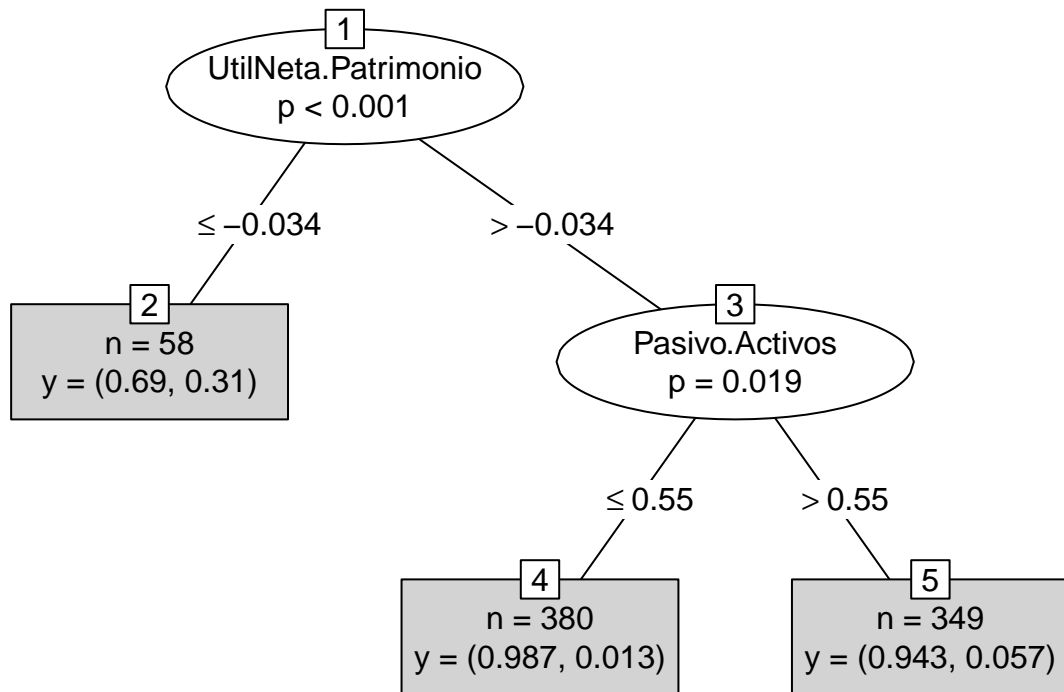 1
UtilNeta.Patrimonio
p < 0.001
≤ −0.034
> −0.034
2
n = 58
y = (0.69, 0.31)
3
Pasivo.Activos
p = 0.019
≤ 0.55
> 0.55
4
n = 380
y = (0.987, 0.013)
5
n = 349
y = (0.943, 0.057)